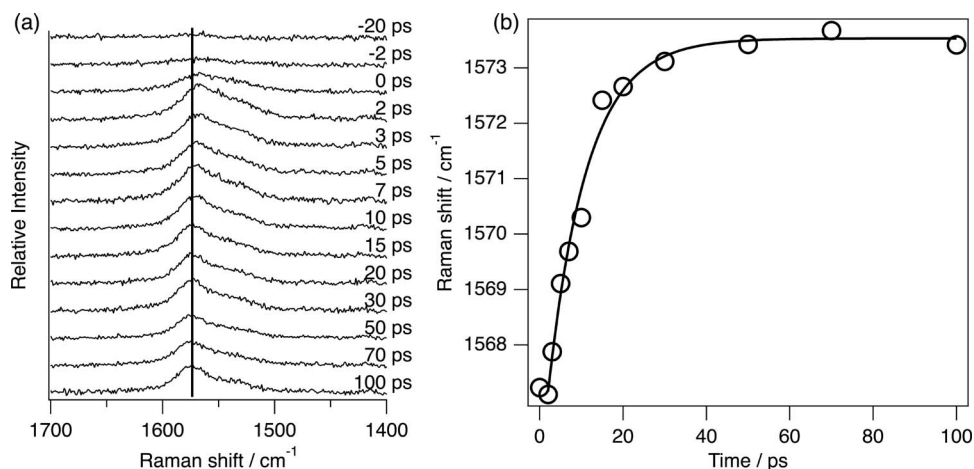 (a)
-20 ps
-2 ps
0 ps
2 ps
3 ps
5 ps
7 ps
10 ps
15 ps
20 ps
30 ps
50 ps
70 ps
100 ps
Relative Intensity
1700 1600 1500 1400
Raman shift / cm⁻¹
(b)
1573
1572
1571
1570
1569
1568
Raman shift / cm⁻¹
0 20 40 60 80 100
Time / ps